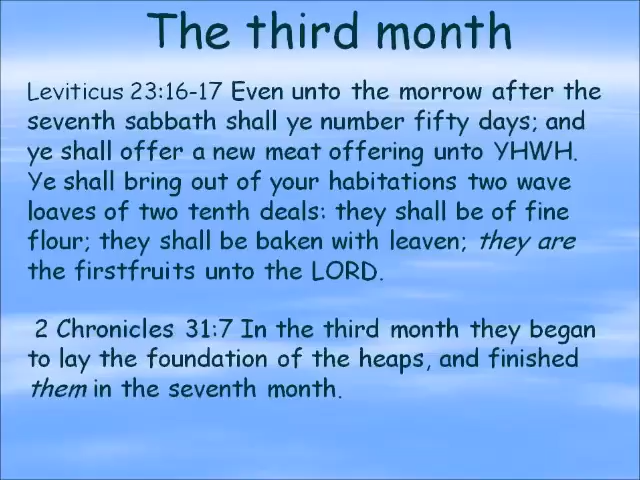 The third month
Leviticus 23:16-17 Even unto the morrow after the
seventh sabbath shall ye number fifty days; and
ye shall offer a new meat offering unto YHWH.
Ye shall bring out of your habitations two wave
loaves of two tenth deals: they shall be of fine
flour; they shall be baken with leaven; they are
the firstfruits unto the LORD.
2 Chronicles 31:7 In the third month they began
to lay the foundation of the heaps, and finished
them in the seventh month.